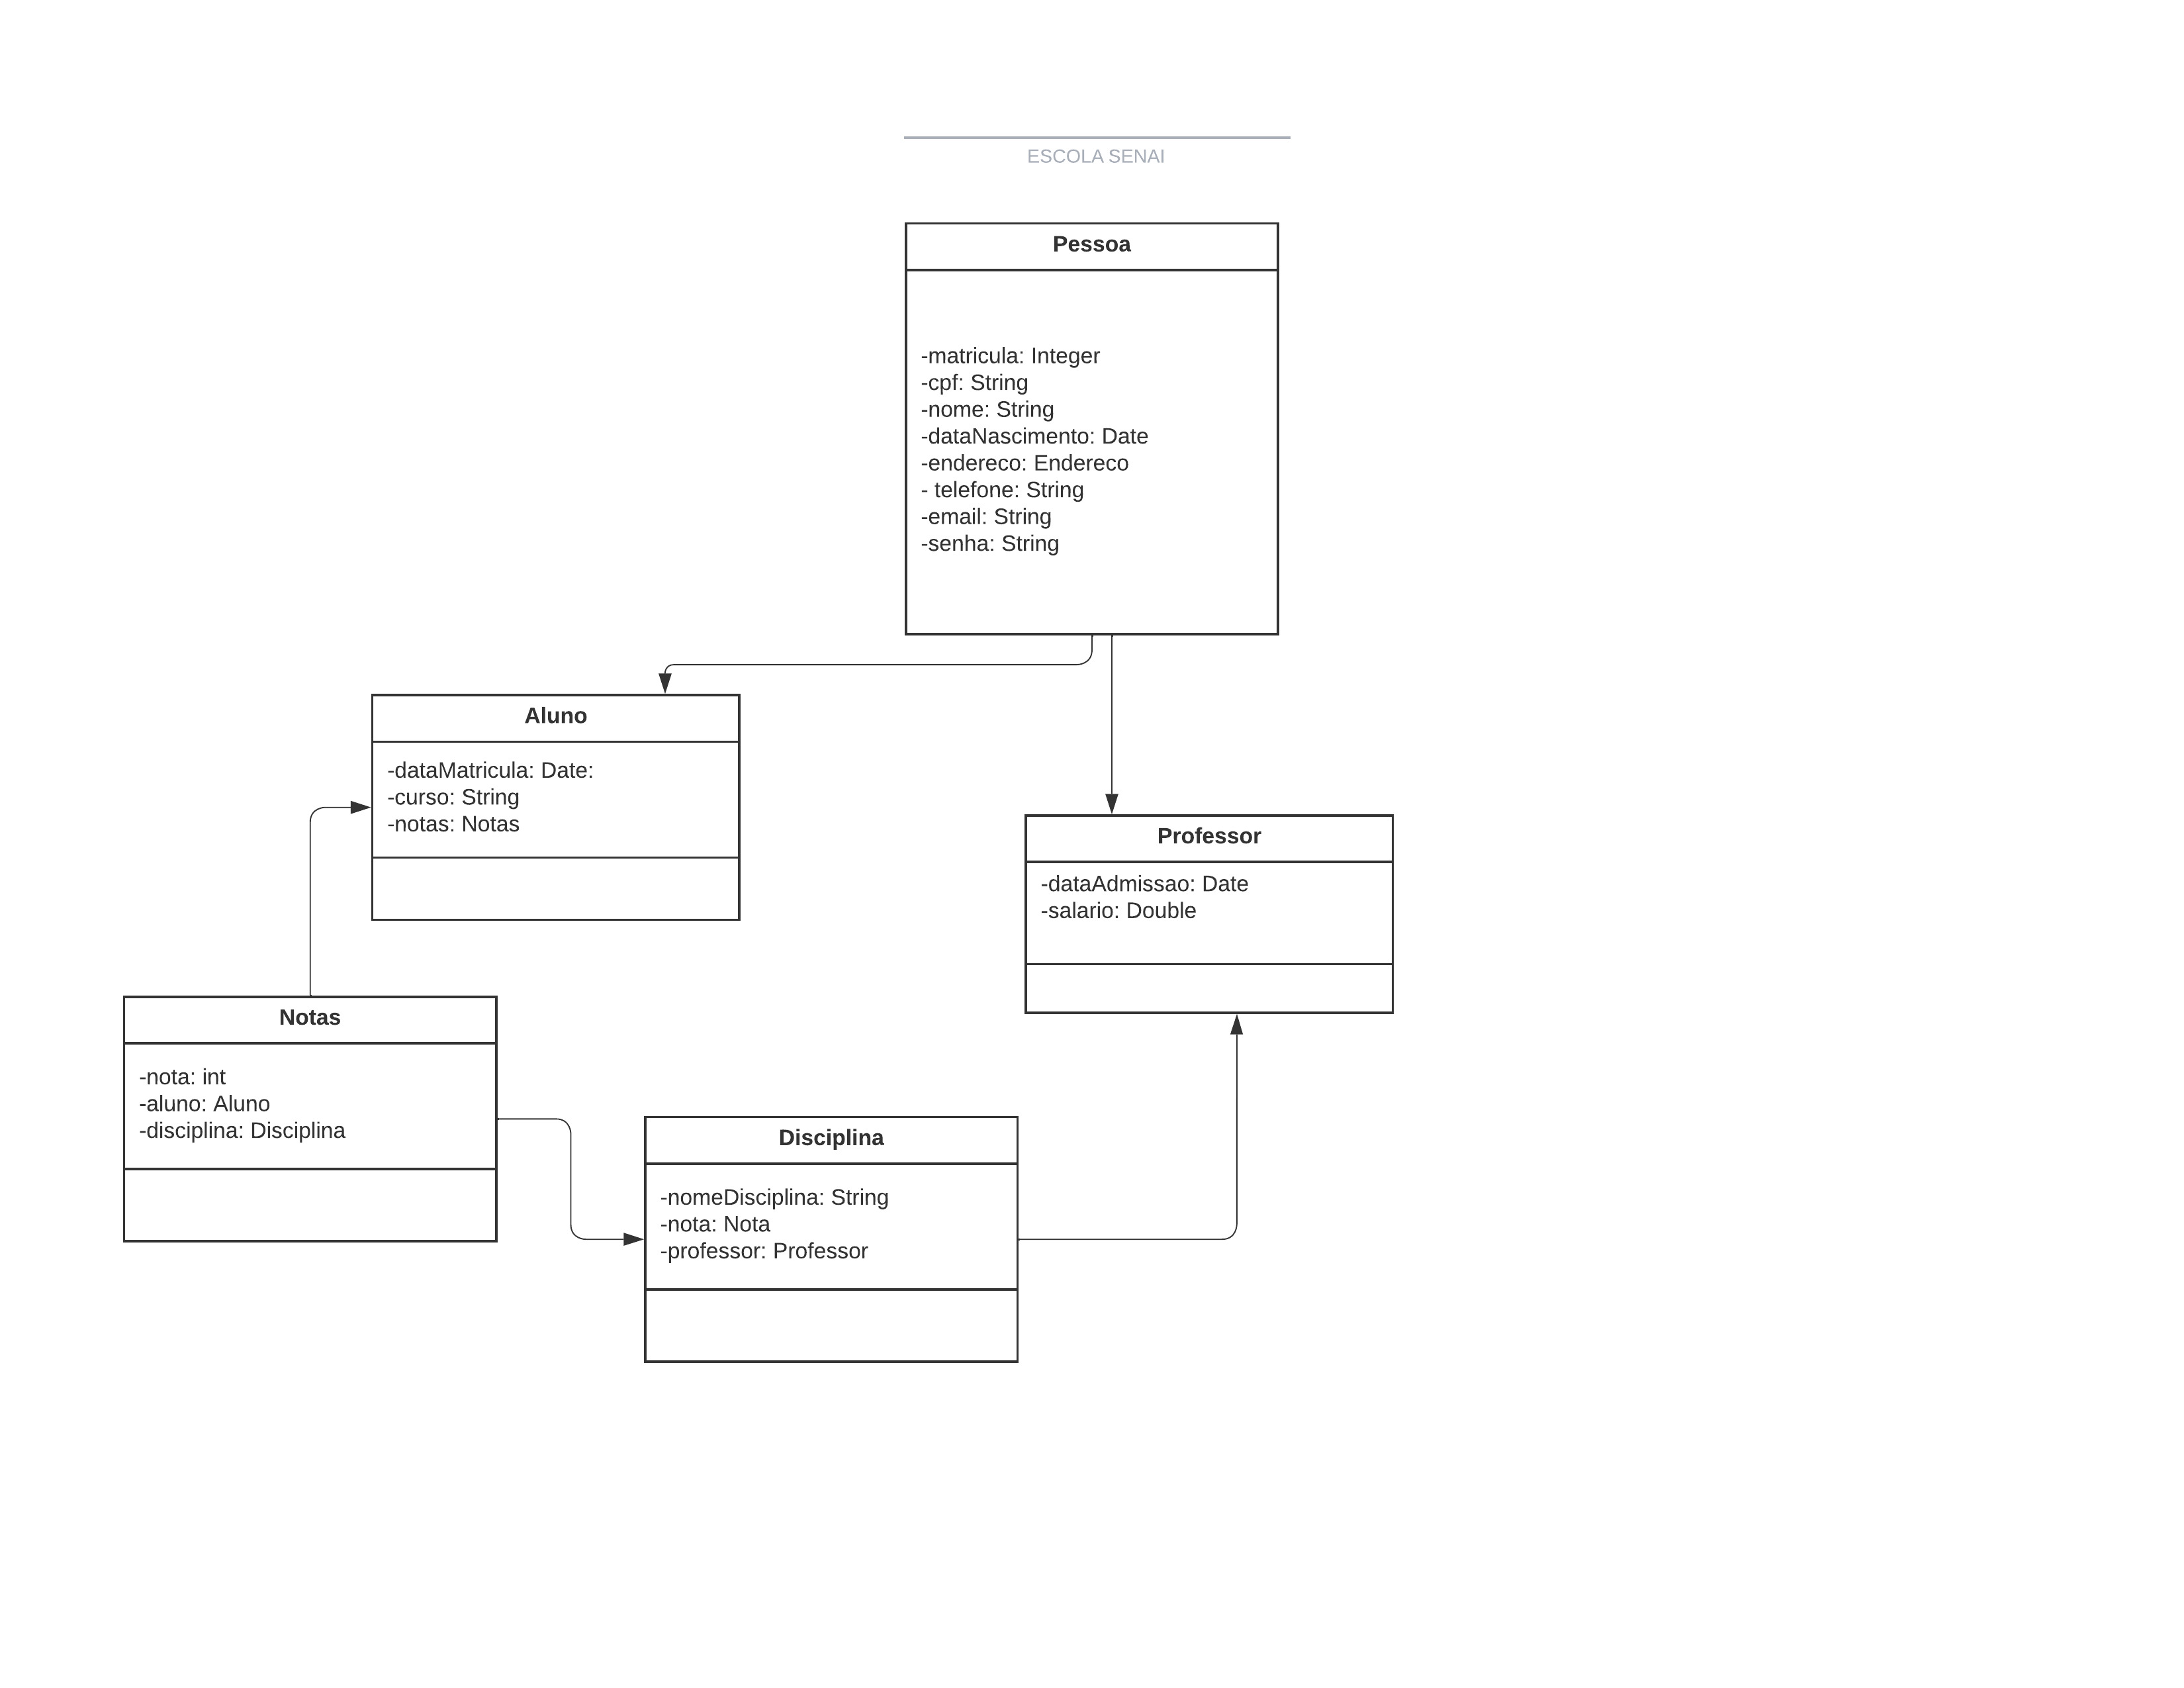 ESCOLA SENAI
Pessoa
-matricula: Integer
-cpf: String
-nome: String
-dataNascimento: Date
-endereco: Endereco
- telefone: String
-email: String
-senha: String
Aluno
-dataMatricula: Date:
-curso: String
-notas: Notas
Professor
-dataAdmissao: Date
-salario: Double
Notas
-nota: int
-aluno: Aluno
-disciplina: Disciplina
Disciplina
-nomeDisciplina: String
-nota: Nota
-professor: Professor